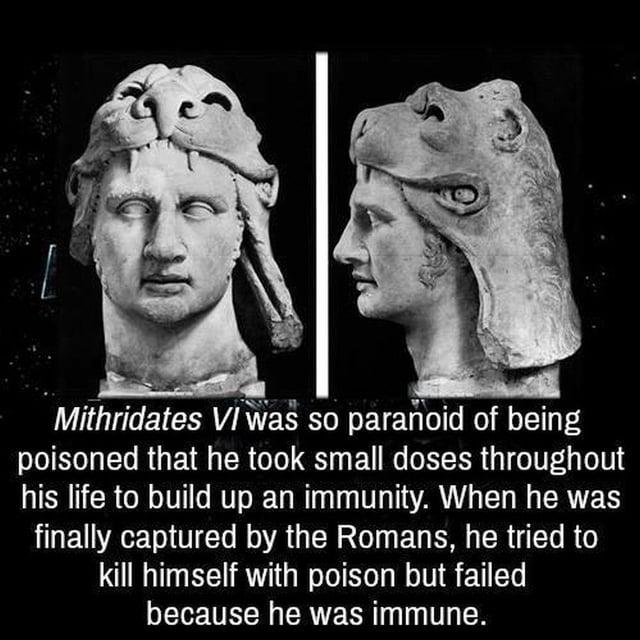 Mithridates VI was so paranoid of being
poisoned that he took small doses throughout
his life to build up an immunity. When he was
finally captured by the Romans, he tried to
kill himself with poison but failed
because he was immune.